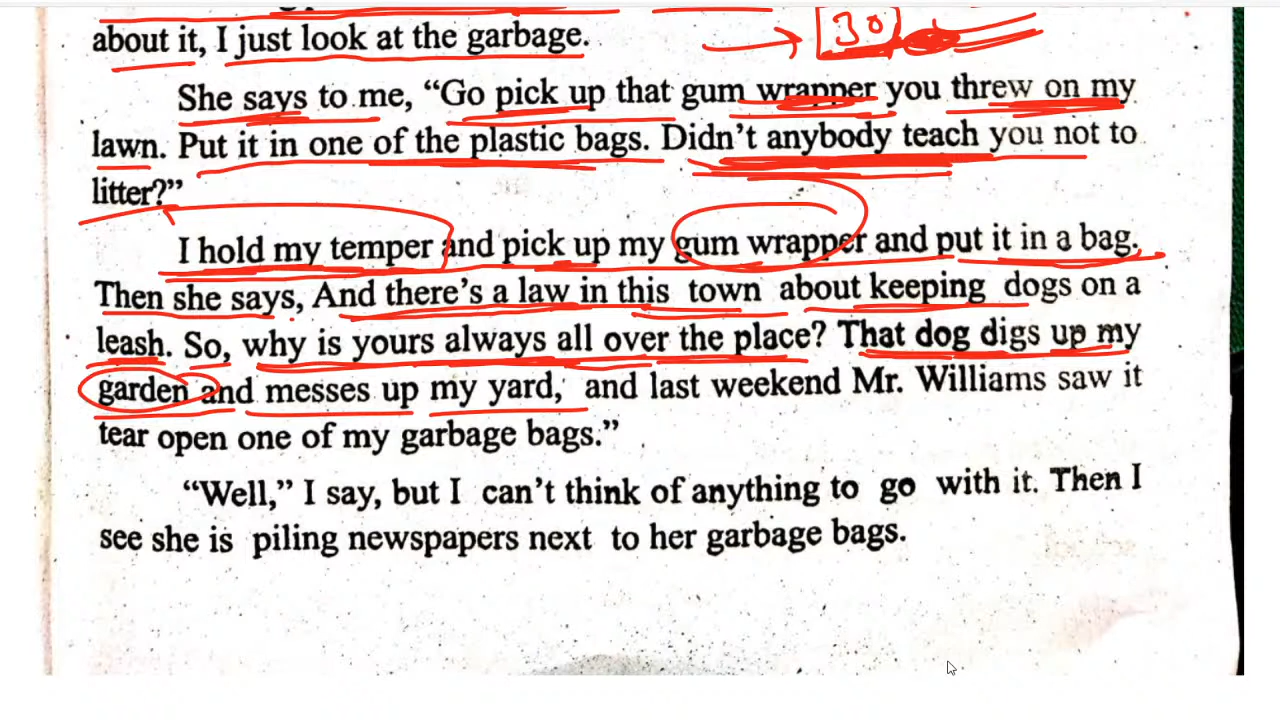 about it, I just look at the garbage.
30
She says to me, “Go pick up that gum wrapper you threw on my
lawn. Put it in one of the plastic bags. Didn’t anybody teach you not to
litter?”
I hold my temper and pick up my gum wrapper and put it in a bag.
Then she says, And there’s a law in this town about keeping dogs on a
leash. So, why is yours always all over the place? That dog digs up my
garden and messes up my yard, and last weekend Mr. Williams saw it
tear open one of my garbage bags.”
“Well,” I say, but I can’t think of anything to go with it. Then I
see she is piling newspapers next to her garbage bags.